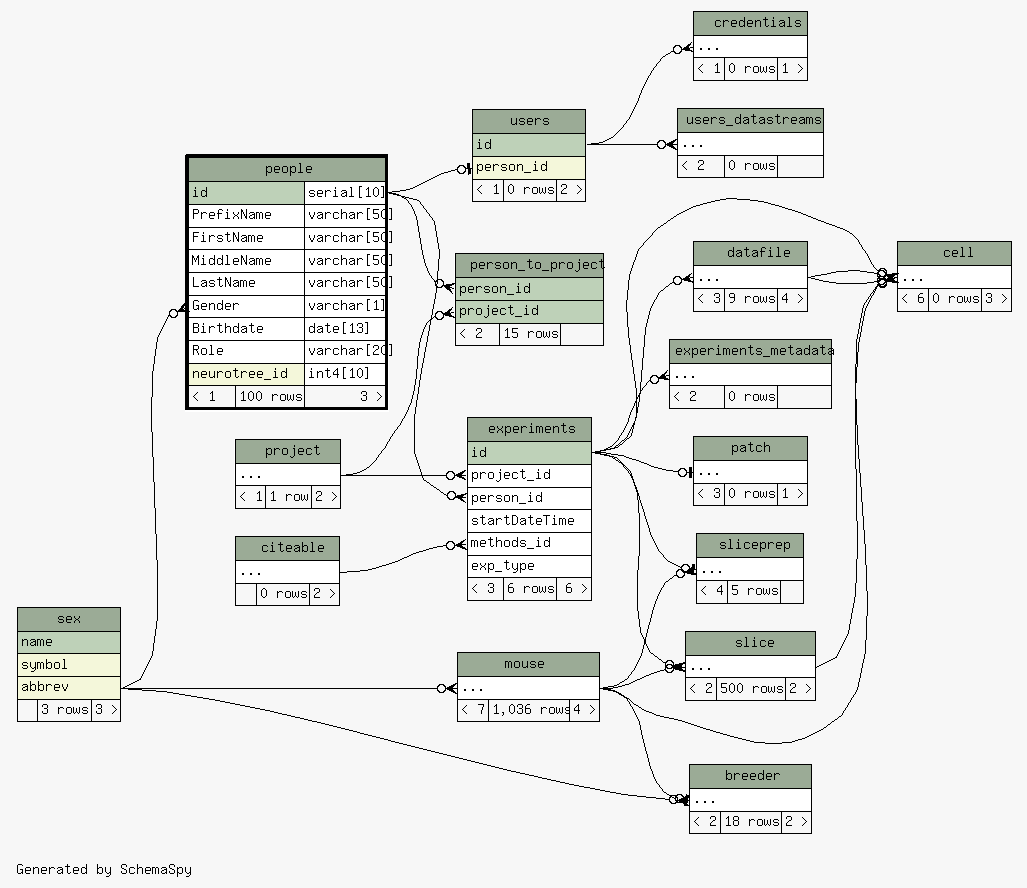 credentials
...
< 1 0 rows 1 >
users_datastreams
...
< 2 0 rows
users
id
person_id
< 1 0 rows 2 >
people
id serial[10]
PrefixName varchar[50]
FirstName varchar[50]
MiddleName varchar[50]
LastName varchar[50]
Gender varchar[1]
Birthdate date[13]
Role varchar[20]
neurotree_id int4[10]
< 1 100 rows 3 >
person_to_project
person_id
project_id
< 2 15 rows
datafile
...
< 3 9 rows 4 >
cell
...
< 6 0 rows 3 >
experiments_metadata
...
< 2 0 rows
experiments
id
project_id
person_id
startDateTime
methods_id
exp_type
< 3 6 rows 6 >
project
...
< 1 1 row 2 >
patch
...
< 3 0 rows 1 >
citeable
...
0 rows 2 >
sliceprep
...
< 4 5 rows
sex
name
symbol
abbrev
3 rows 3 >
mouse
...
< 7 1,036 rows 4 >
slice
...
< 2 500 rows 2 >
breeder
...
< 2 18 rows 2 >
Generated by SchemaSpy